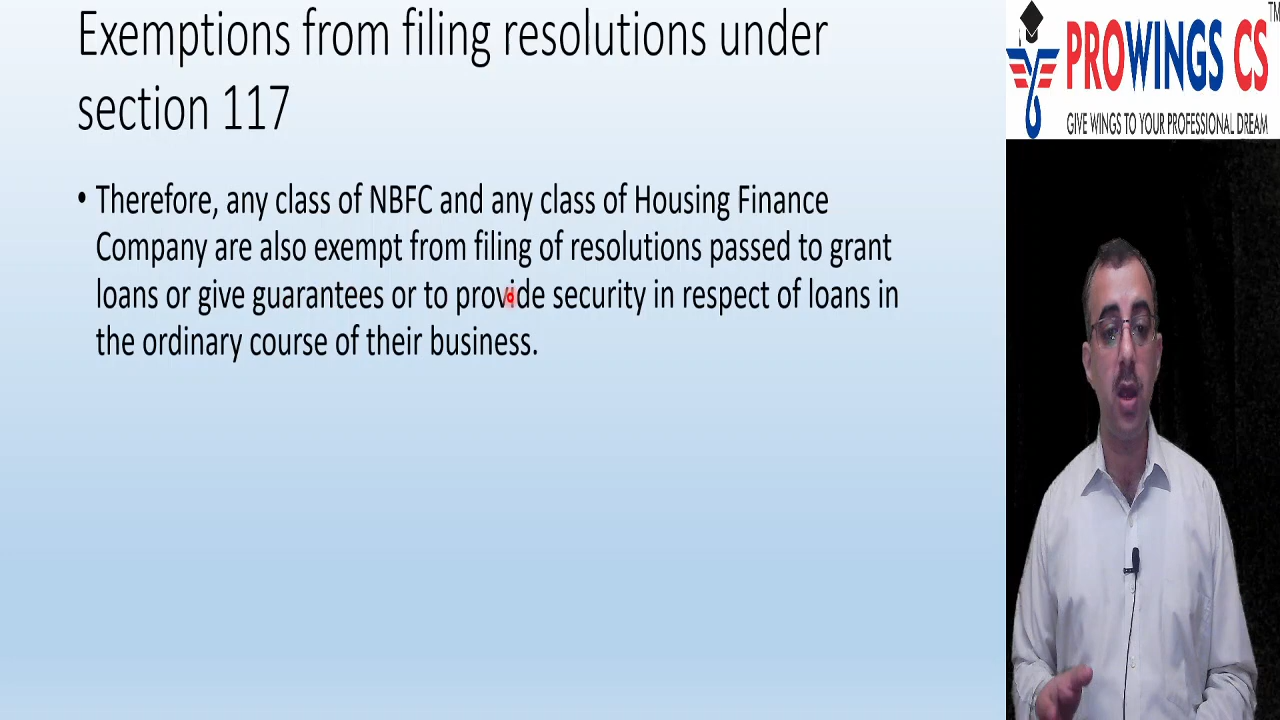 Exemptions from filing resolutions under
section 117
• Therefore, any class of NBFC and any class of Housing Finance
Company are also exempt from filing of resolutions passed to grant
loans or give guarantees or to provide security in respect of loans in
the ordinary course of their business.
TM
PROWINGS CS
GIVE WINGS TO YOUR PROFESSIONAL DREAM